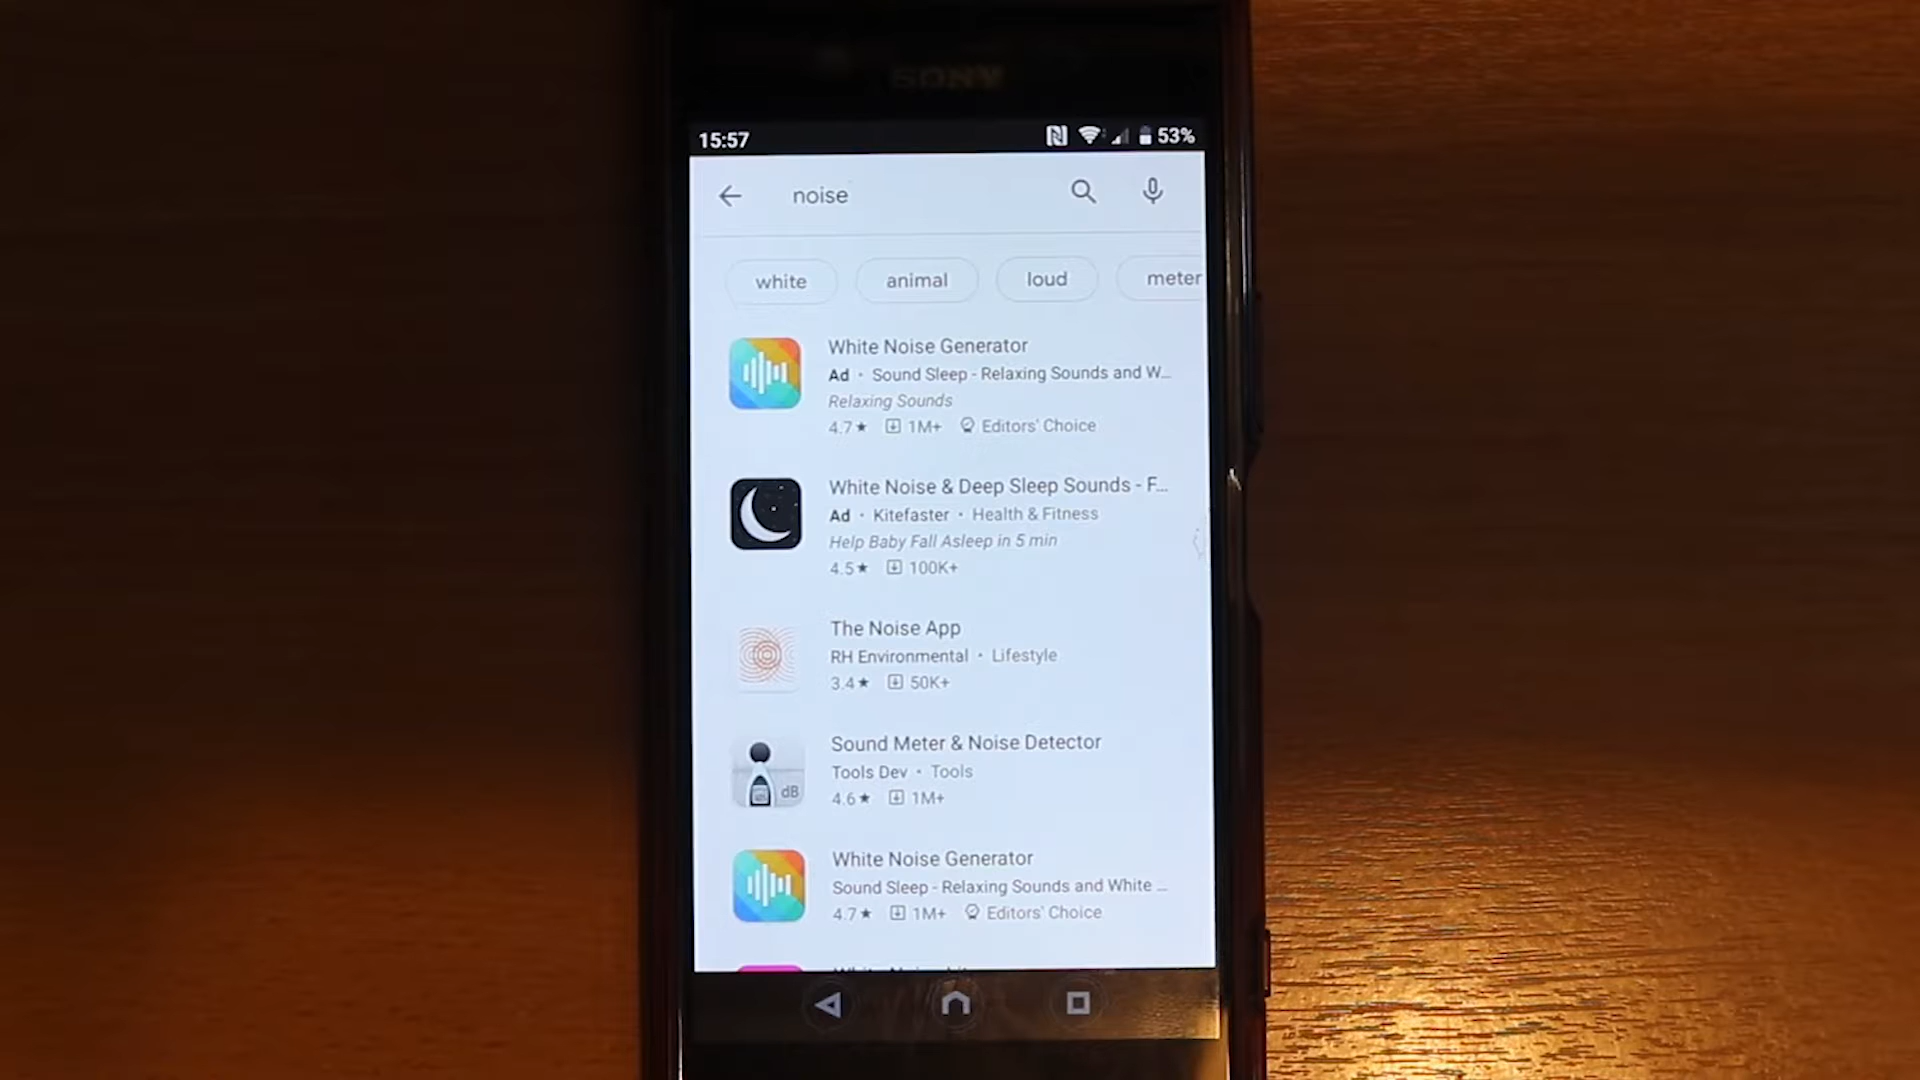 SONY
15:57 53%
noise
white animal loud meter
White Noise Generator
Ad · Sound Sleep - Relaxing Sounds and W...
Relaxing Sounds
4.7★ 1M+ Editors' Choice
White Noise & Deep Sleep Sounds - F...
Ad · Kitefaster · Health & Fitness
Help Baby Fall Asleep in 5 min
4.5★ 100K+
The Noise App
RH Environmental · Lifestyle
3.4★ 50K+
Sound Meter & Noise Detector
Tools Dev · Tools
dB
4.6★ 1M+
White Noise Generator
Sound Sleep - Relaxing Sounds and White ...
4.7★ 1M+ Editors' Choice